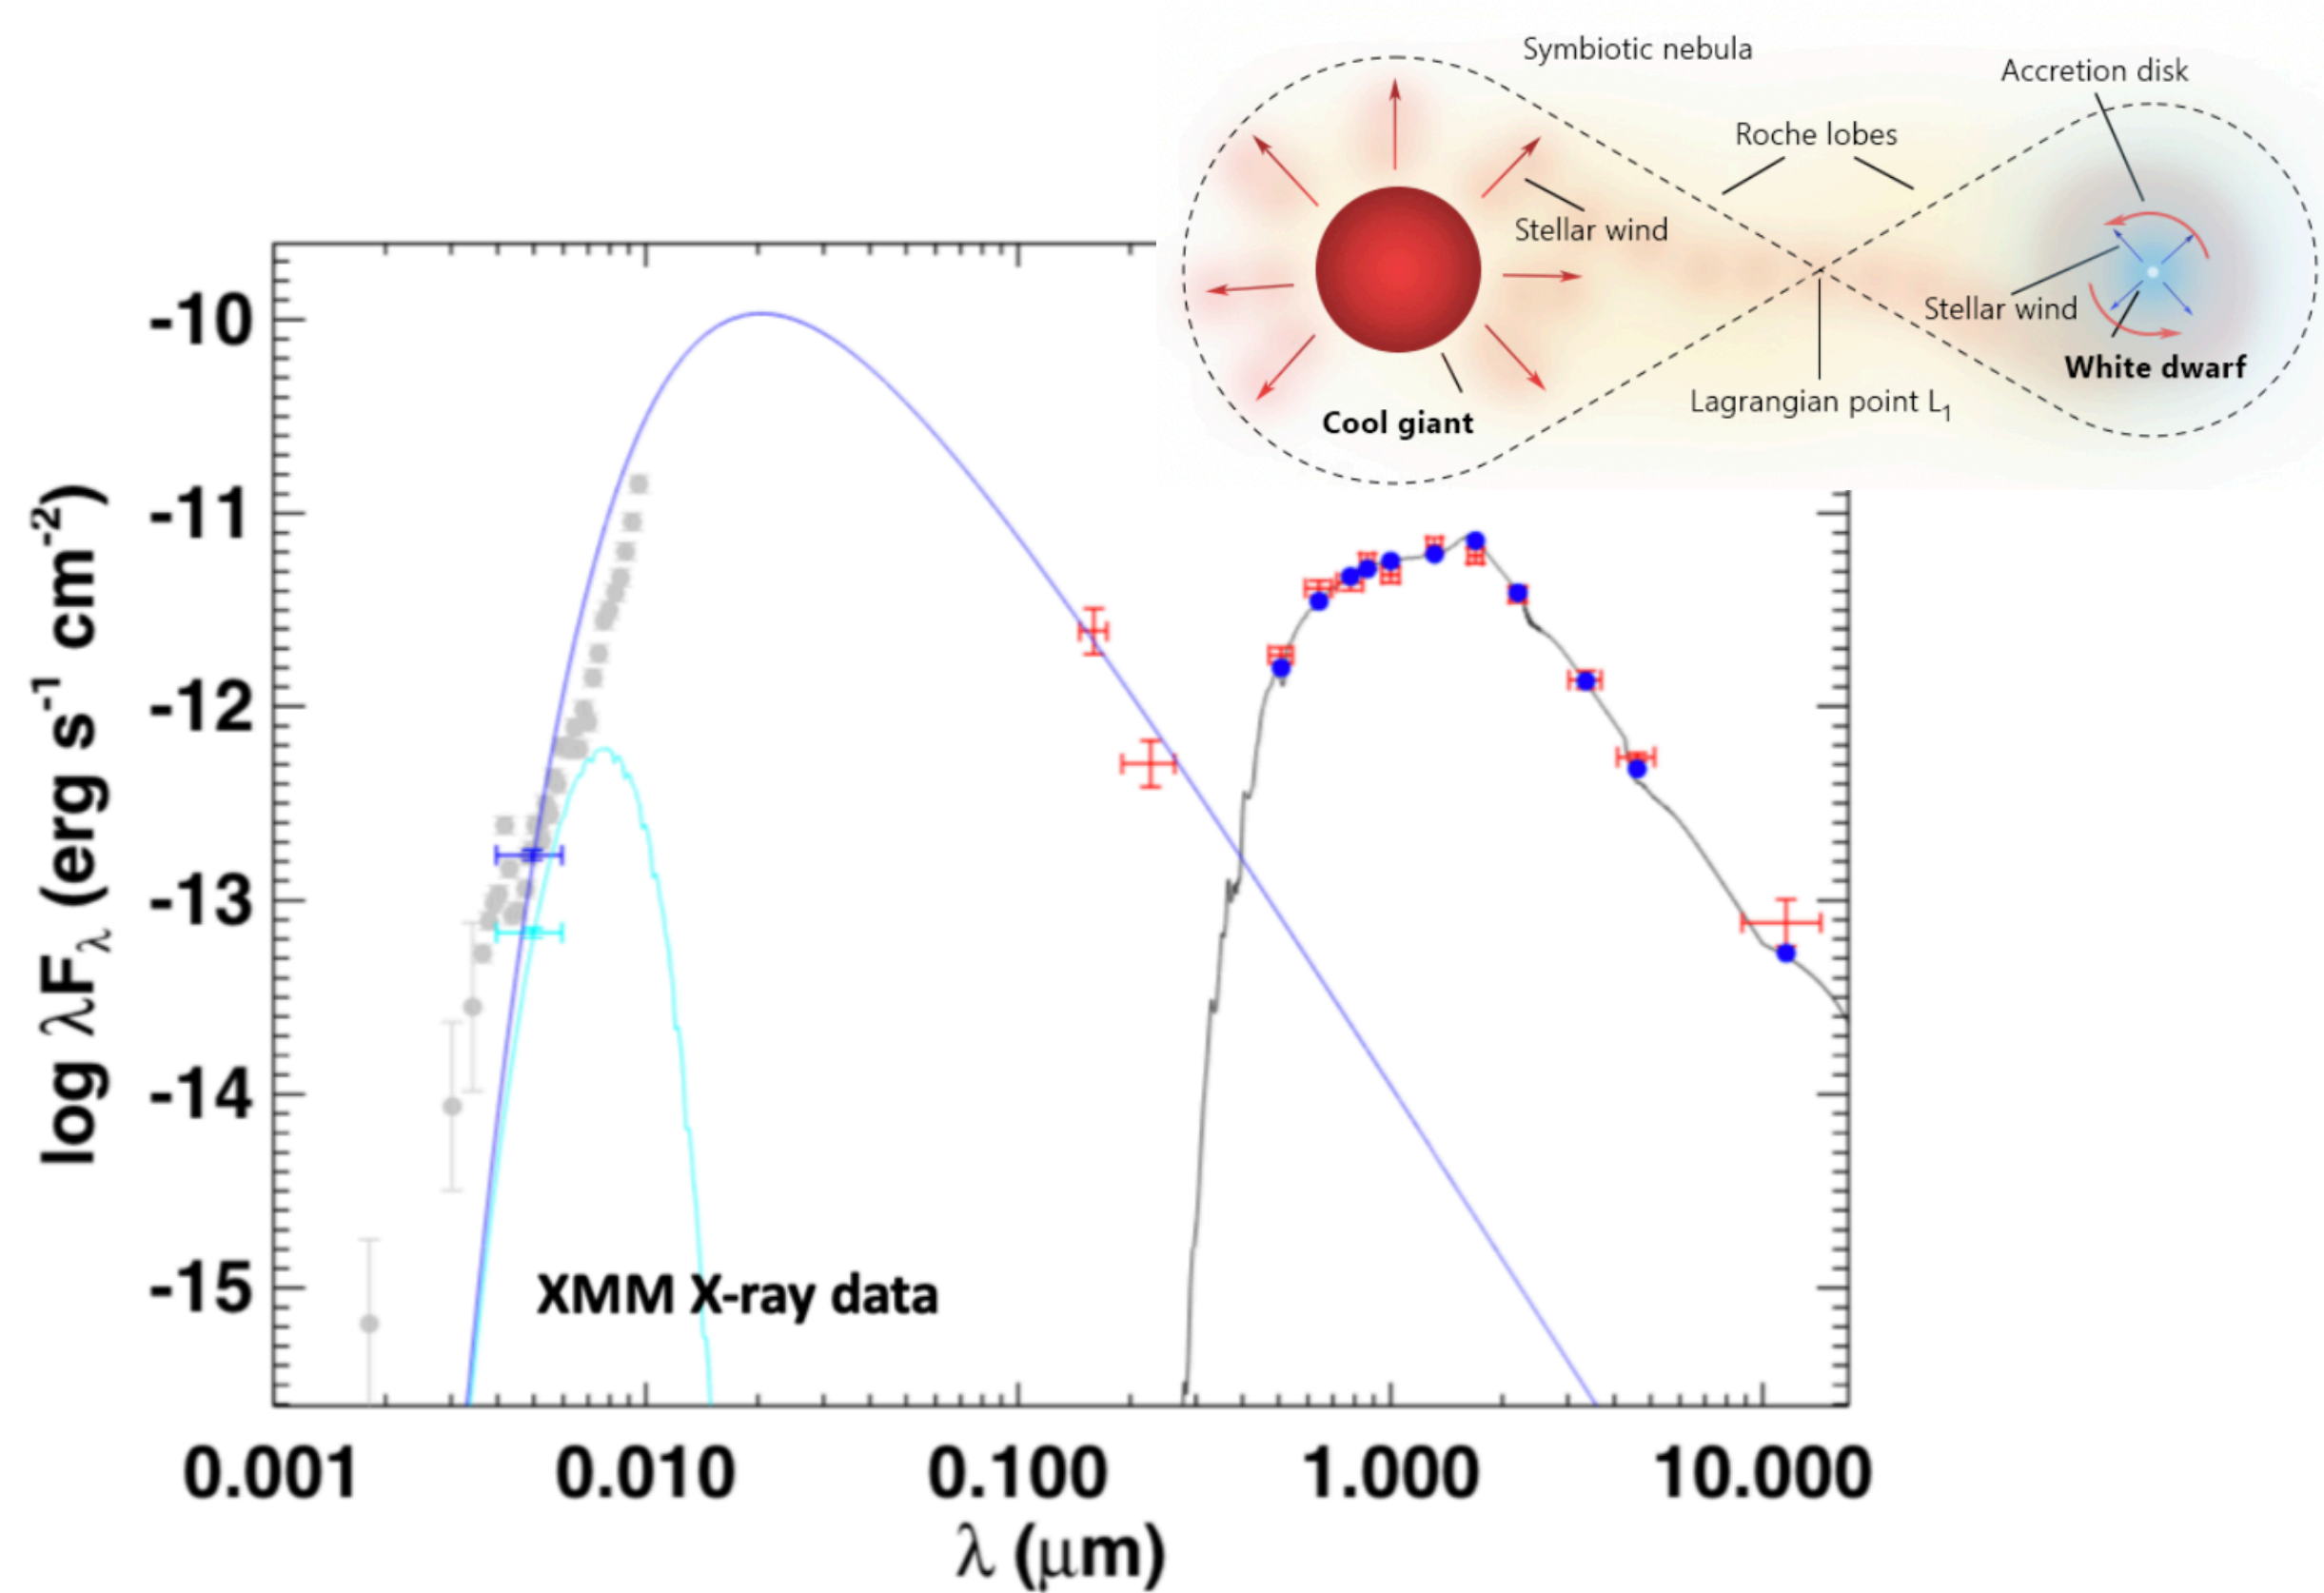 Symbiotic nebula
Accretion disk
Roche lobes
Stellar wind
Stellar wind
White dwarf
Lagrangian point L₁
Cool giant
-10
-11
-12
-13
-14
-15
log λFλ (erg s⁻¹ cm⁻²)
XMM X-ray data
0.001 0.010 0.100 1.000 10.000
λ (μm)